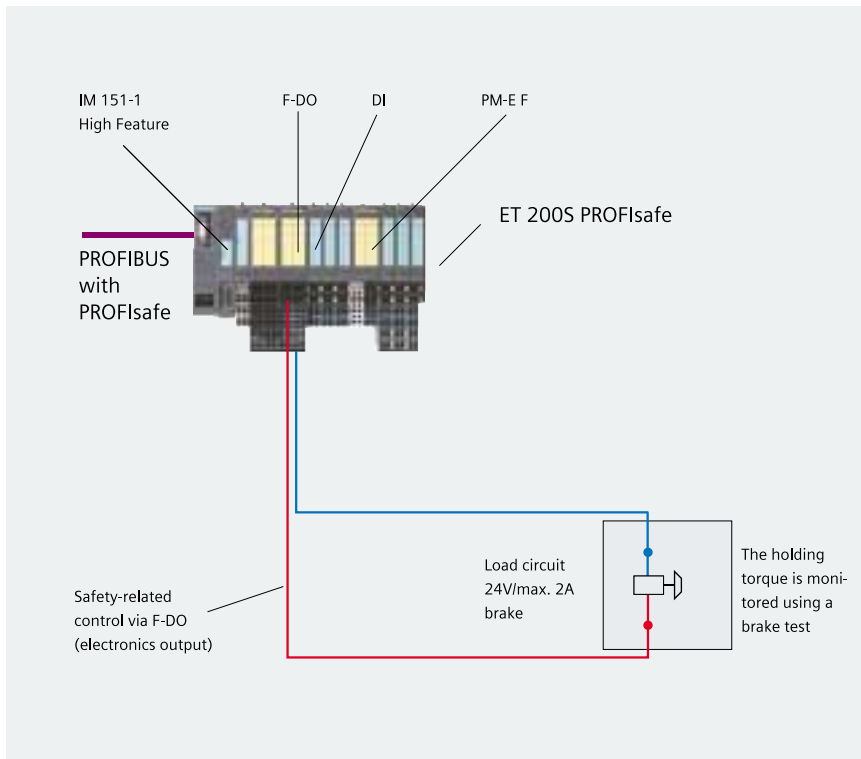 IM 151-1
High Feature
F-DO
DI
PM-E F
ET 200S PROFIsafe
PROFIBUS
with
PROFIsafe
Load circuit
24V/max. 2A
brake
The holding
torque is moni-
tored using a
brake test
Safety-related
control via F-DO
(electronics output)